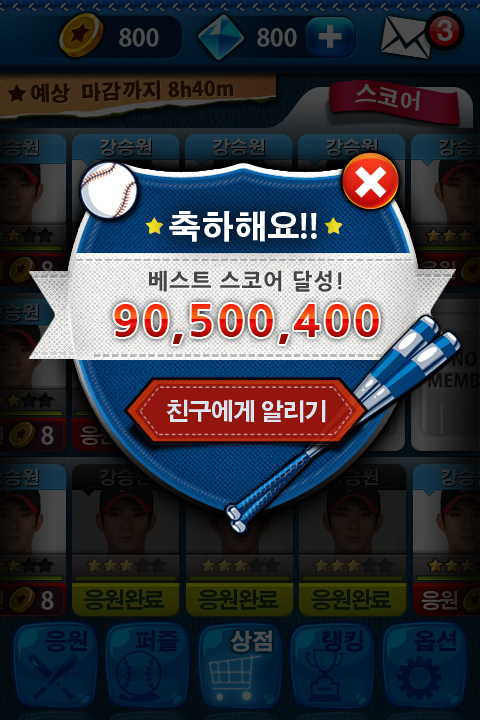 800
800
3
예상 마감까지 8h40m
스코어
강승원
강승원
강승원
강승원
강승원
축하해요!!
베스트 스코어 달성!
90,500,400
친구에게 알리기
NO
MEMB
8
응원
강승원
강승원
8
응원완료
응원완료
응원완료
응원
응원
퍼즐
상점
랭킹
옵션